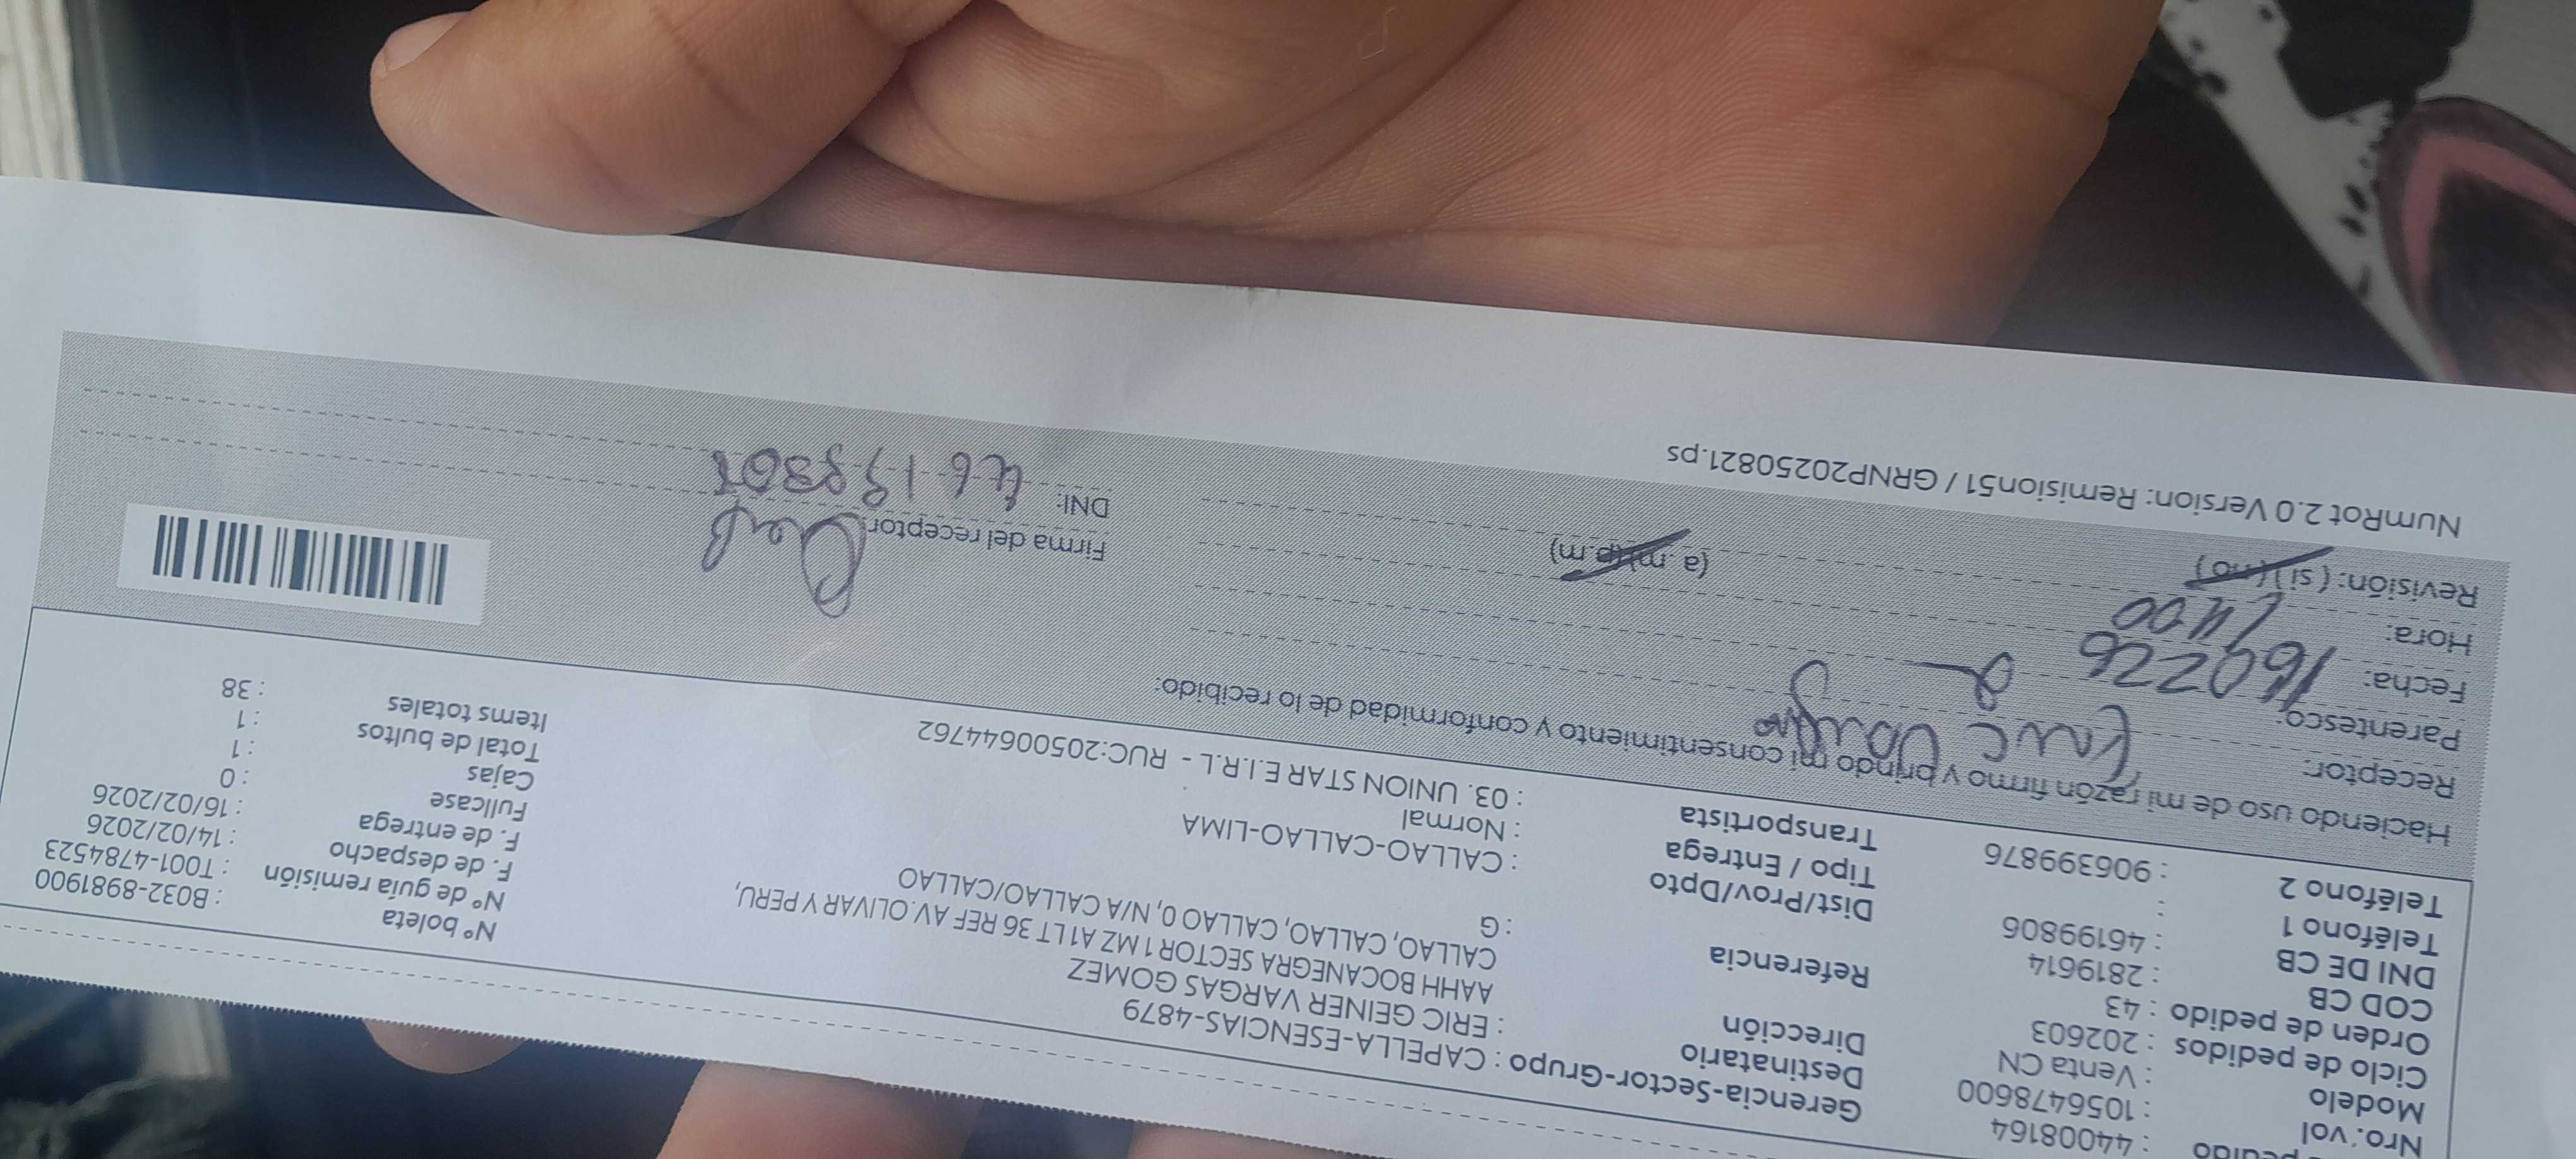 pedido : 44008164
Nro. vol : 1056478600
Modelo : Venta CN
Ciclo de pedidos : 202603
Orden de pedido : 43
COD CB : 2819614
DNI DE CB : 46199806
Teléfono 1 :
Teléfono 2 : 906399876
Gerencia-Sector-Grupo : CAPELLA-ESENCIAS-4879
Destinatario : ERIC GEINER VARGAS GOMEZ
Dirección AAHH BOCANEGRA SECTOR 1 MZ A1 LT 36 REF AV.OLIVAR Y PERU,
CALLAO, CALLAO, CALLAO 0, N/A CALLAO/CALLAO
Referencia : G
Dist/Prov/Dpto : CALLAO-CALLAO-LIMA
Tipo / Entrega : Normal
Transportista : 03. UNION STAR E.I.R.L - RUC:20500644762
N° boleta : B032-8981900
N° de guía remisión : T001-4784523
F. de despacho : 14/02/2026
F. de entrega : 16/02/2026
Fullcase : 0
Cajas : 1
Total de bultos : 1
Items totales : 38
Haciendo uso de mi razón firmo y brindo mi consentimiento y conformidad de lo recibido:
Receptor: Eric
Parentesco:
Fecha: 160226
Hora: 1400 (a.m) (p.m)
Revisión: ( si ) ( no )
Firma del receptor:
DNI:
NumRot 2.0 Version: Remision51 / GRNP20250821.ps